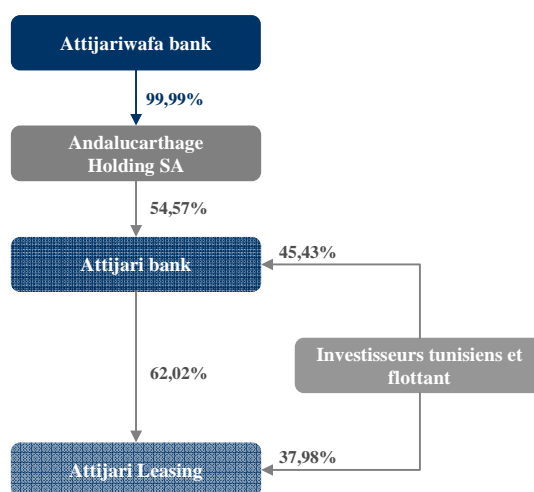 Attijariwafa bank
99,99%
Andalucarthage
Holding SA
54,57%
Attijari bank
45,43%
Investisseurs tunisiens et
flottant
62,02%
Attijari Leasing
37,98%